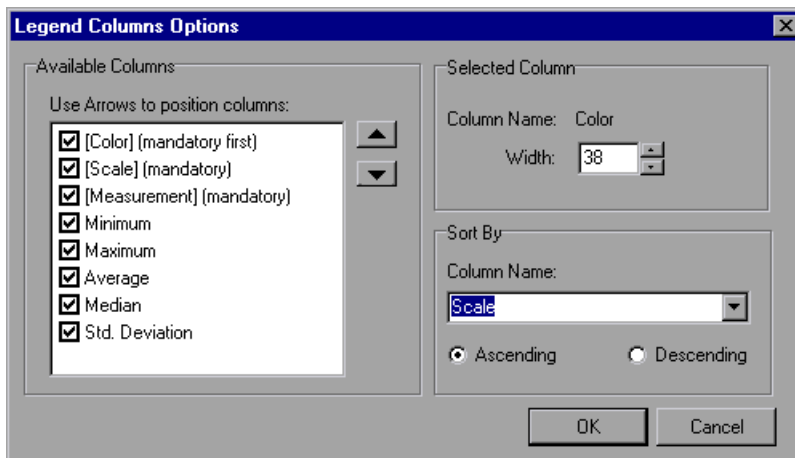 Legend Columns Options
Available Columns
Use Arrows to position columns:
[Color] (mandatory first)
[Scale] (mandatory)
[Measurement] (mandatory)
Minimum
Maximum
Average
Median
Std. Deviation
Selected Column
Column Name: Color
Width: 38
Sort By
Column Name:
Scale
Ascending Descending
OK Cancel